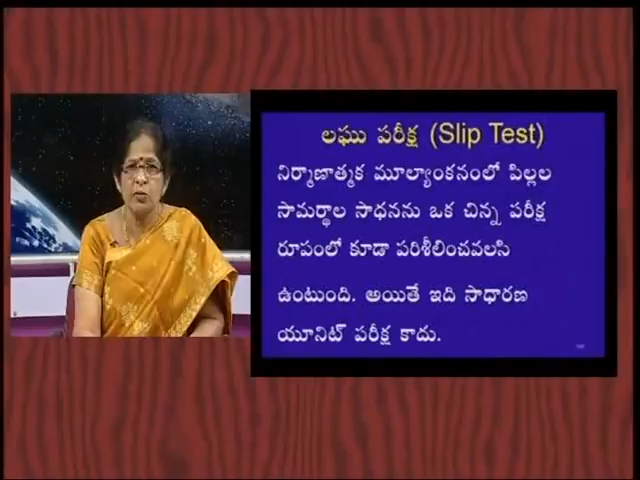 లఘు పరీక్ష (Slip Test)
నిర్మాణాత్మక మూల్యాంకనంలో పిల్లల
సామర్థాల సాధనను ఒక చిన్న పరీక్ష
రూపంలో కూడా పరిశీలించవలసి
ఉంటుంది. అయితే ఇది సాధారణ
యూనిట్ పరీక్ష కాదు.